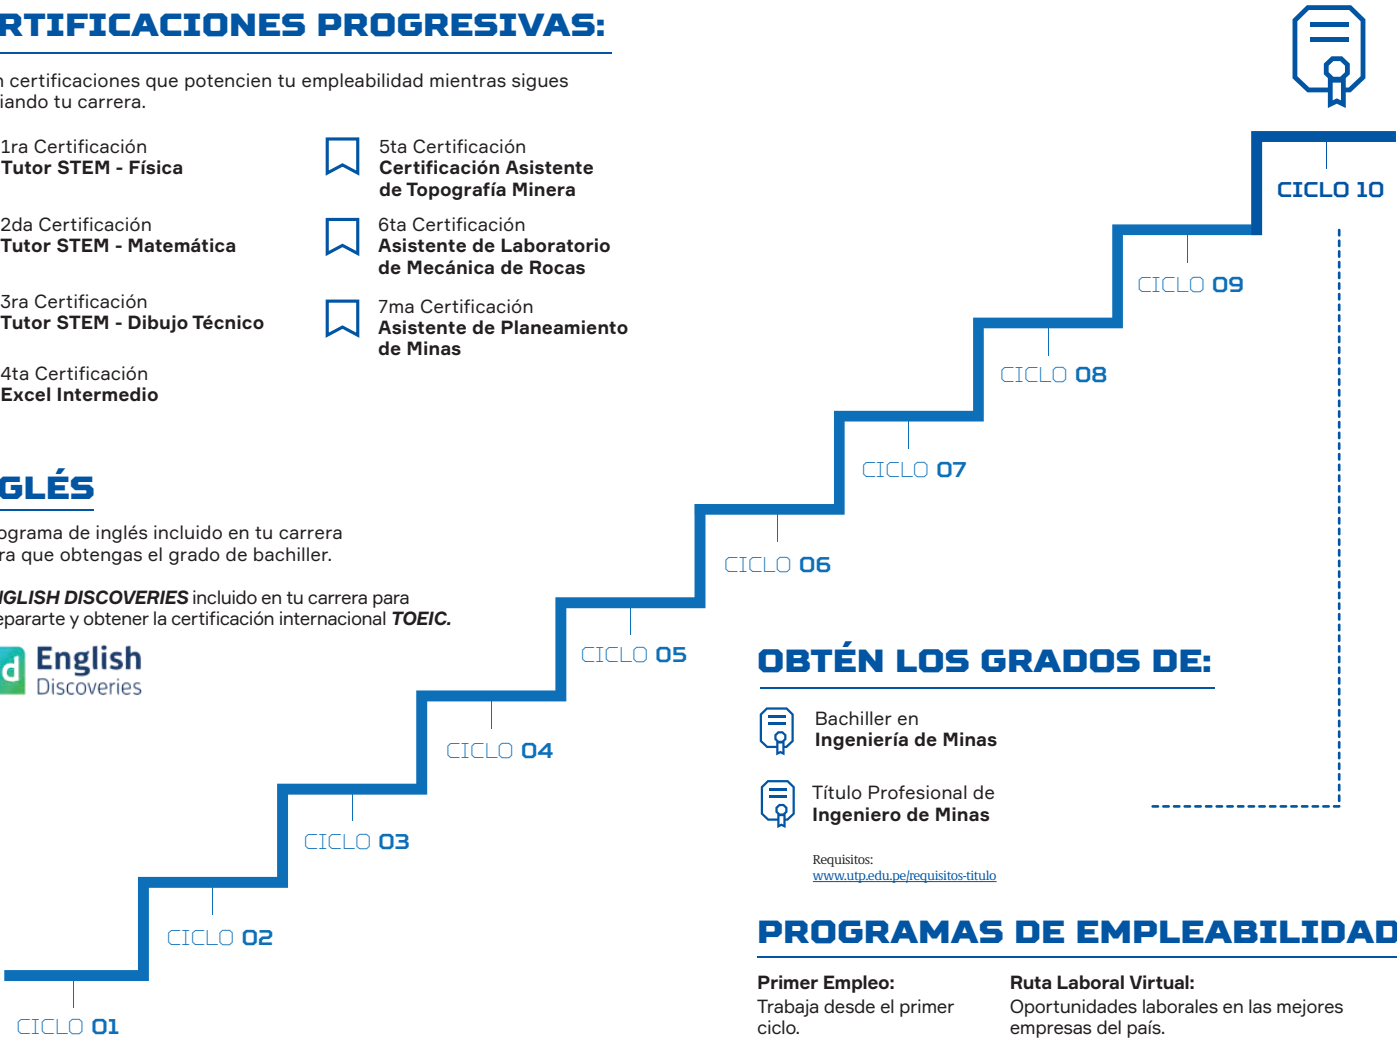 RTIFICACIONES PROGRESIVAS:
n certificaciones que potencien tu empleabilidad mientras sigues
iando tu carrera.
1ra Certificación
Tutor STEM - Física
2da Certificación
Tutor STEM - Matemática
3ra Certificación
Tutor STEM - Dibujo Técnico
4ta Certificación
Excel Intermedio
5ta Certificación
Certificación Asistente
de Topografía Minera
6ta Certificación
Asistente de Laboratorio
de Mecánica de Rocas
7ma Certificación
Asistente de Planeamiento
de Minas
GLÉS
ograma de inglés incluido en tu carrera
ra que obtengas el grado de bachiller.
NGLISH DISCOVERIES incluido en tu carrera para
epararte y obtener la certificación internacional TOEIC.
d English
Discoveries
CICLO 01
CICLO 02
CICLO 03
CICLO 04
CICLO 05
CICLO 06
CICLO 07
CICLO 08
CICLO 09
CICLO 10
OBTÉN LOS GRADOS DE:
Bachiller en
Ingeniería de Minas
Título Profesional de
Ingeniero de Minas
Requisitos:
www.utp.edu.pe/requisitos-titulo
PROGRAMAS DE EMPLEABILIDAD
Primer Empleo:
Trabaja desde el primer
ciclo.
Ruta Laboral Virtual:
Oportunidades laborales en las mejores
empresas del país.